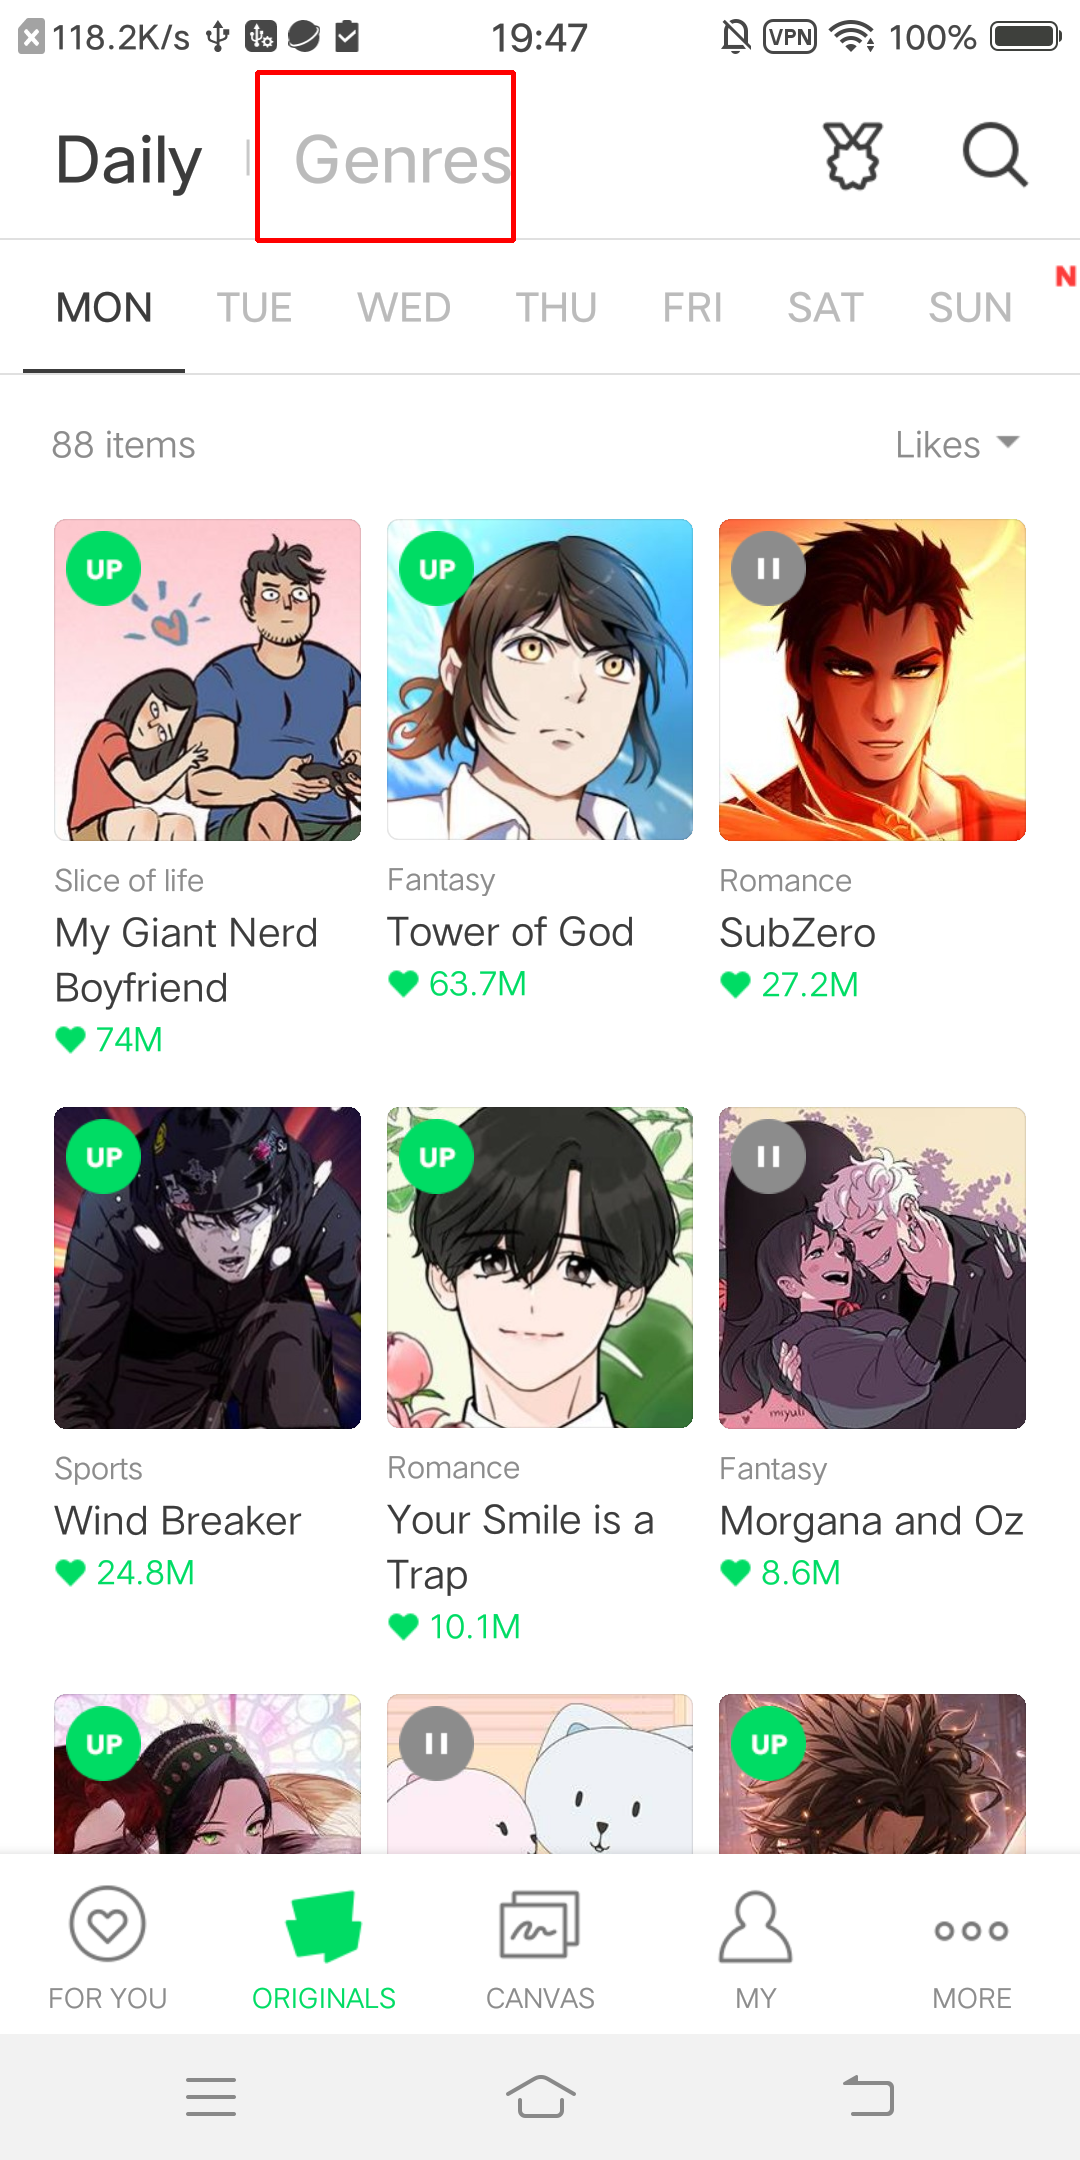 118.2K/s 19:47 VPN 100%
Daily Genres
N
MON TUE WED THU FRI SAT SUN
88 items Likes
UP UP
Slice of life Fantasy Romance
My Giant Nerd Boyfriend Tower of God SubZero
74M 63.7M 27.2M
UP UP
miyuli
Sports Romance Fantasy
Wind Breaker Your Smile is a Trap Morgana and Oz
24.8M 10.1M 8.6M
UP UP
FOR YOU ORIGINALS CANVAS MY MORE